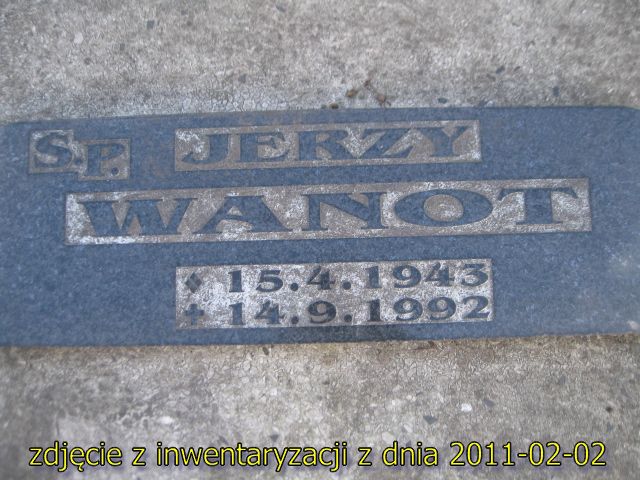 S.P. JERZY
WANOT
15.4.1943
+ 14.9.1992
zdjęcie z inwentaryzacji z dnia 2011-02-02